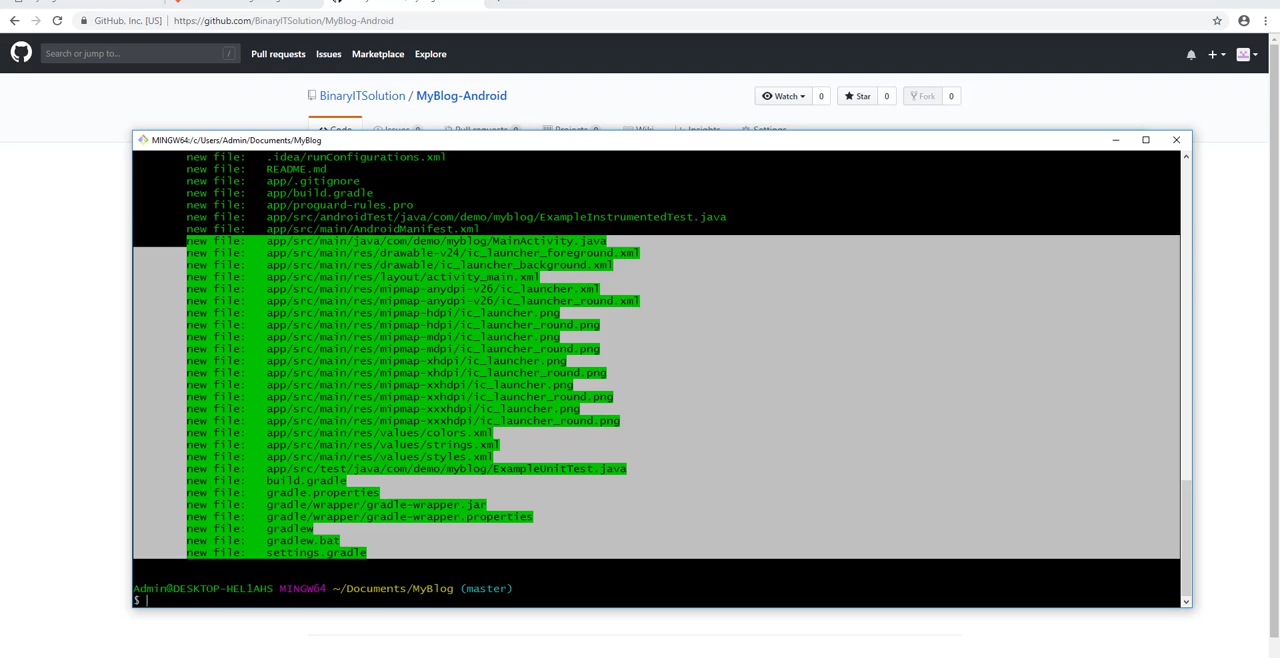 GitHub, Inc. [US] | https://github.com/BinaryITSolution/MyBlog-Android
Search or jump to... / Pull requests Issues Marketplace Explore
BinaryITSolution / MyBlog-Android Watch 0 Star 0 Fork 0
Code Issues 0 Pull requests 0 Projects 0 Wiki Insights Settings
MINGW64:/c/Users/Admin/Documents/MyBlog
new file: .idea/runConfigurations.xml
new file: README.md
new file: app/.gitignore
new file: app/build.gradle
new file: app/proguard-rules.pro
new file: app/src/androidTest/java/com/demo/myblog/ExampleInstrumentedTest.java
new file: app/src/main/AndroidManifest.xml
new file: app/src/main/java/com/demo/myblog/MainActivity.java
new file: app/src/main/res/drawable-v24/ic_launcher_foreground.xml
new file: app/src/main/res/drawable/ic_launcher_background.xml
new file: app/src/main/res/layout/activity_main.xml
new file: app/src/main/res/mipmap-anydpi-v26/ic_launcher.xml
new file: app/src/main/res/mipmap-anydpi-v26/ic_launcher_round.xml
new file: app/src/main/res/mipmap-hdpi/ic_launcher.png
new file: app/src/main/res/mipmap-hdpi/ic_launcher_round.png
new file: app/src/main/res/mipmap-mdpi/ic_launcher.png
new file: app/src/main/res/mipmap-mdpi/ic_launcher_round.png
new file: app/src/main/res/mipmap-xhdpi/ic_launcher.png
new file: app/src/main/res/mipmap-xhdpi/ic_launcher_round.png
new file: app/src/main/res/mipmap-xxhdpi/ic_launcher.png
new file: app/src/main/res/mipmap-xxhdpi/ic_launcher_round.png
new file: app/src/main/res/mipmap-xxxhdpi/ic_launcher.png
new file: app/src/main/res/mipmap-xxxhdpi/ic_launcher_round.png
new file: app/src/main/res/values/colors.xml
new file: app/src/main/res/values/strings.xml
new file: app/src/main/res/values/styles.xml
new file: app/src/test/java/com/demo/myblog/ExampleUnitTest.java
new file: build.gradle
new file: gradle.properties
new file: gradle/wrapper/gradle-wrapper.jar
new file: gradle/wrapper/gradle-wrapper.properties
new file: gradlew
new file: gradlew.bat
new file: settings.gradle
Admin@DESKTOP-HEL1AHS MINGW64 ~/Documents/MyBlog (master)
$